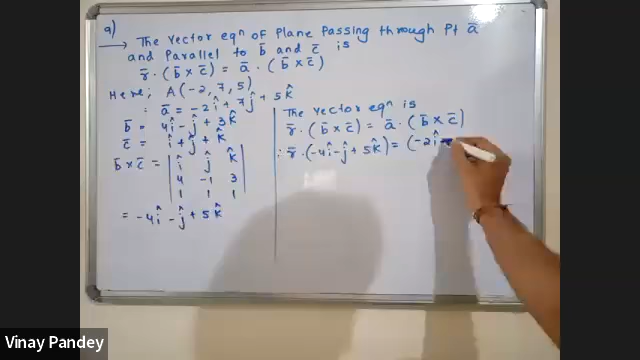 9)
→ The vector eqⁿ of Plane Passing through Pt a̅
and Parallel to b̅ and c̅ is
r̅ · (b̅ × c̅) = a̅ · (b̅ × c̅)
Here; A(-2, 7, 5)
∴ a̅ = -2î + 7ĵ + 5k̂
b̅ = 4î - ĵ + 3k̂
c̅ = î + ĵ + k̂
b̅ × c̅ = | î ĵ k̂ |
4 -1 3
1 1 1
= -4î - ĵ + 5k̂
The vector eqⁿ is
r̅ · (b̅ × c̅) = a̅ · (b̅ × c̅)
∴ r̅ · (-4î - ĵ + 5k̂) = (-2î
Vinay Pandey